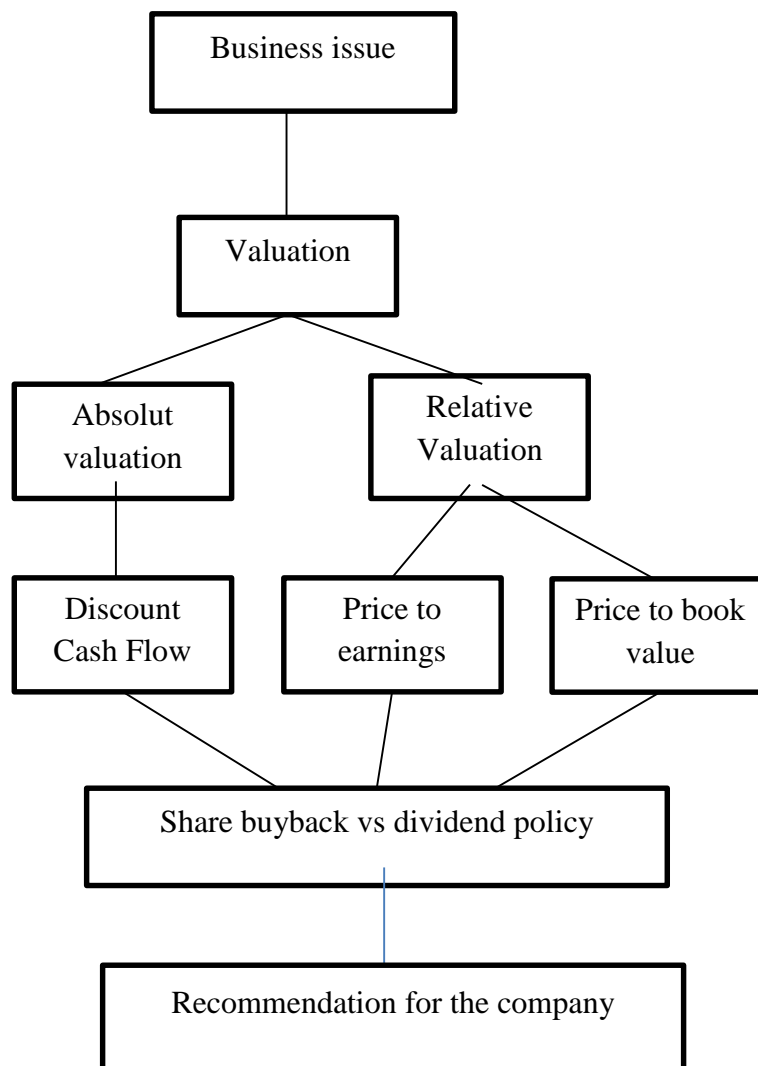 Business issue
Valuation
Absolut
valuation
Relative
Valuation
Discount
Cash Flow
Price to
earnings
Price to book
value
Share buyback vs dividend policy
Recommendation for the company